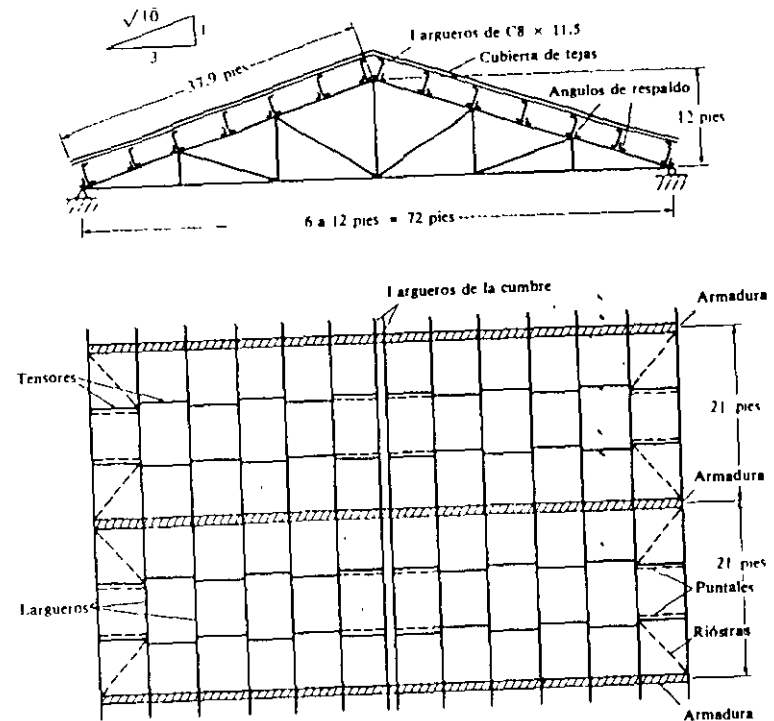 √10
1
3
Largueros de C8 × 11.5
Cubierta de tejas
37.9 pies
Angulos de respaldo
12 pies
6 a 12 pies = 72 pies
Largueros de la cumbre
Armadura
Tensores
21 pies
Armadura
21 pies
Puntales
Largueros
Rióstras
Armadura